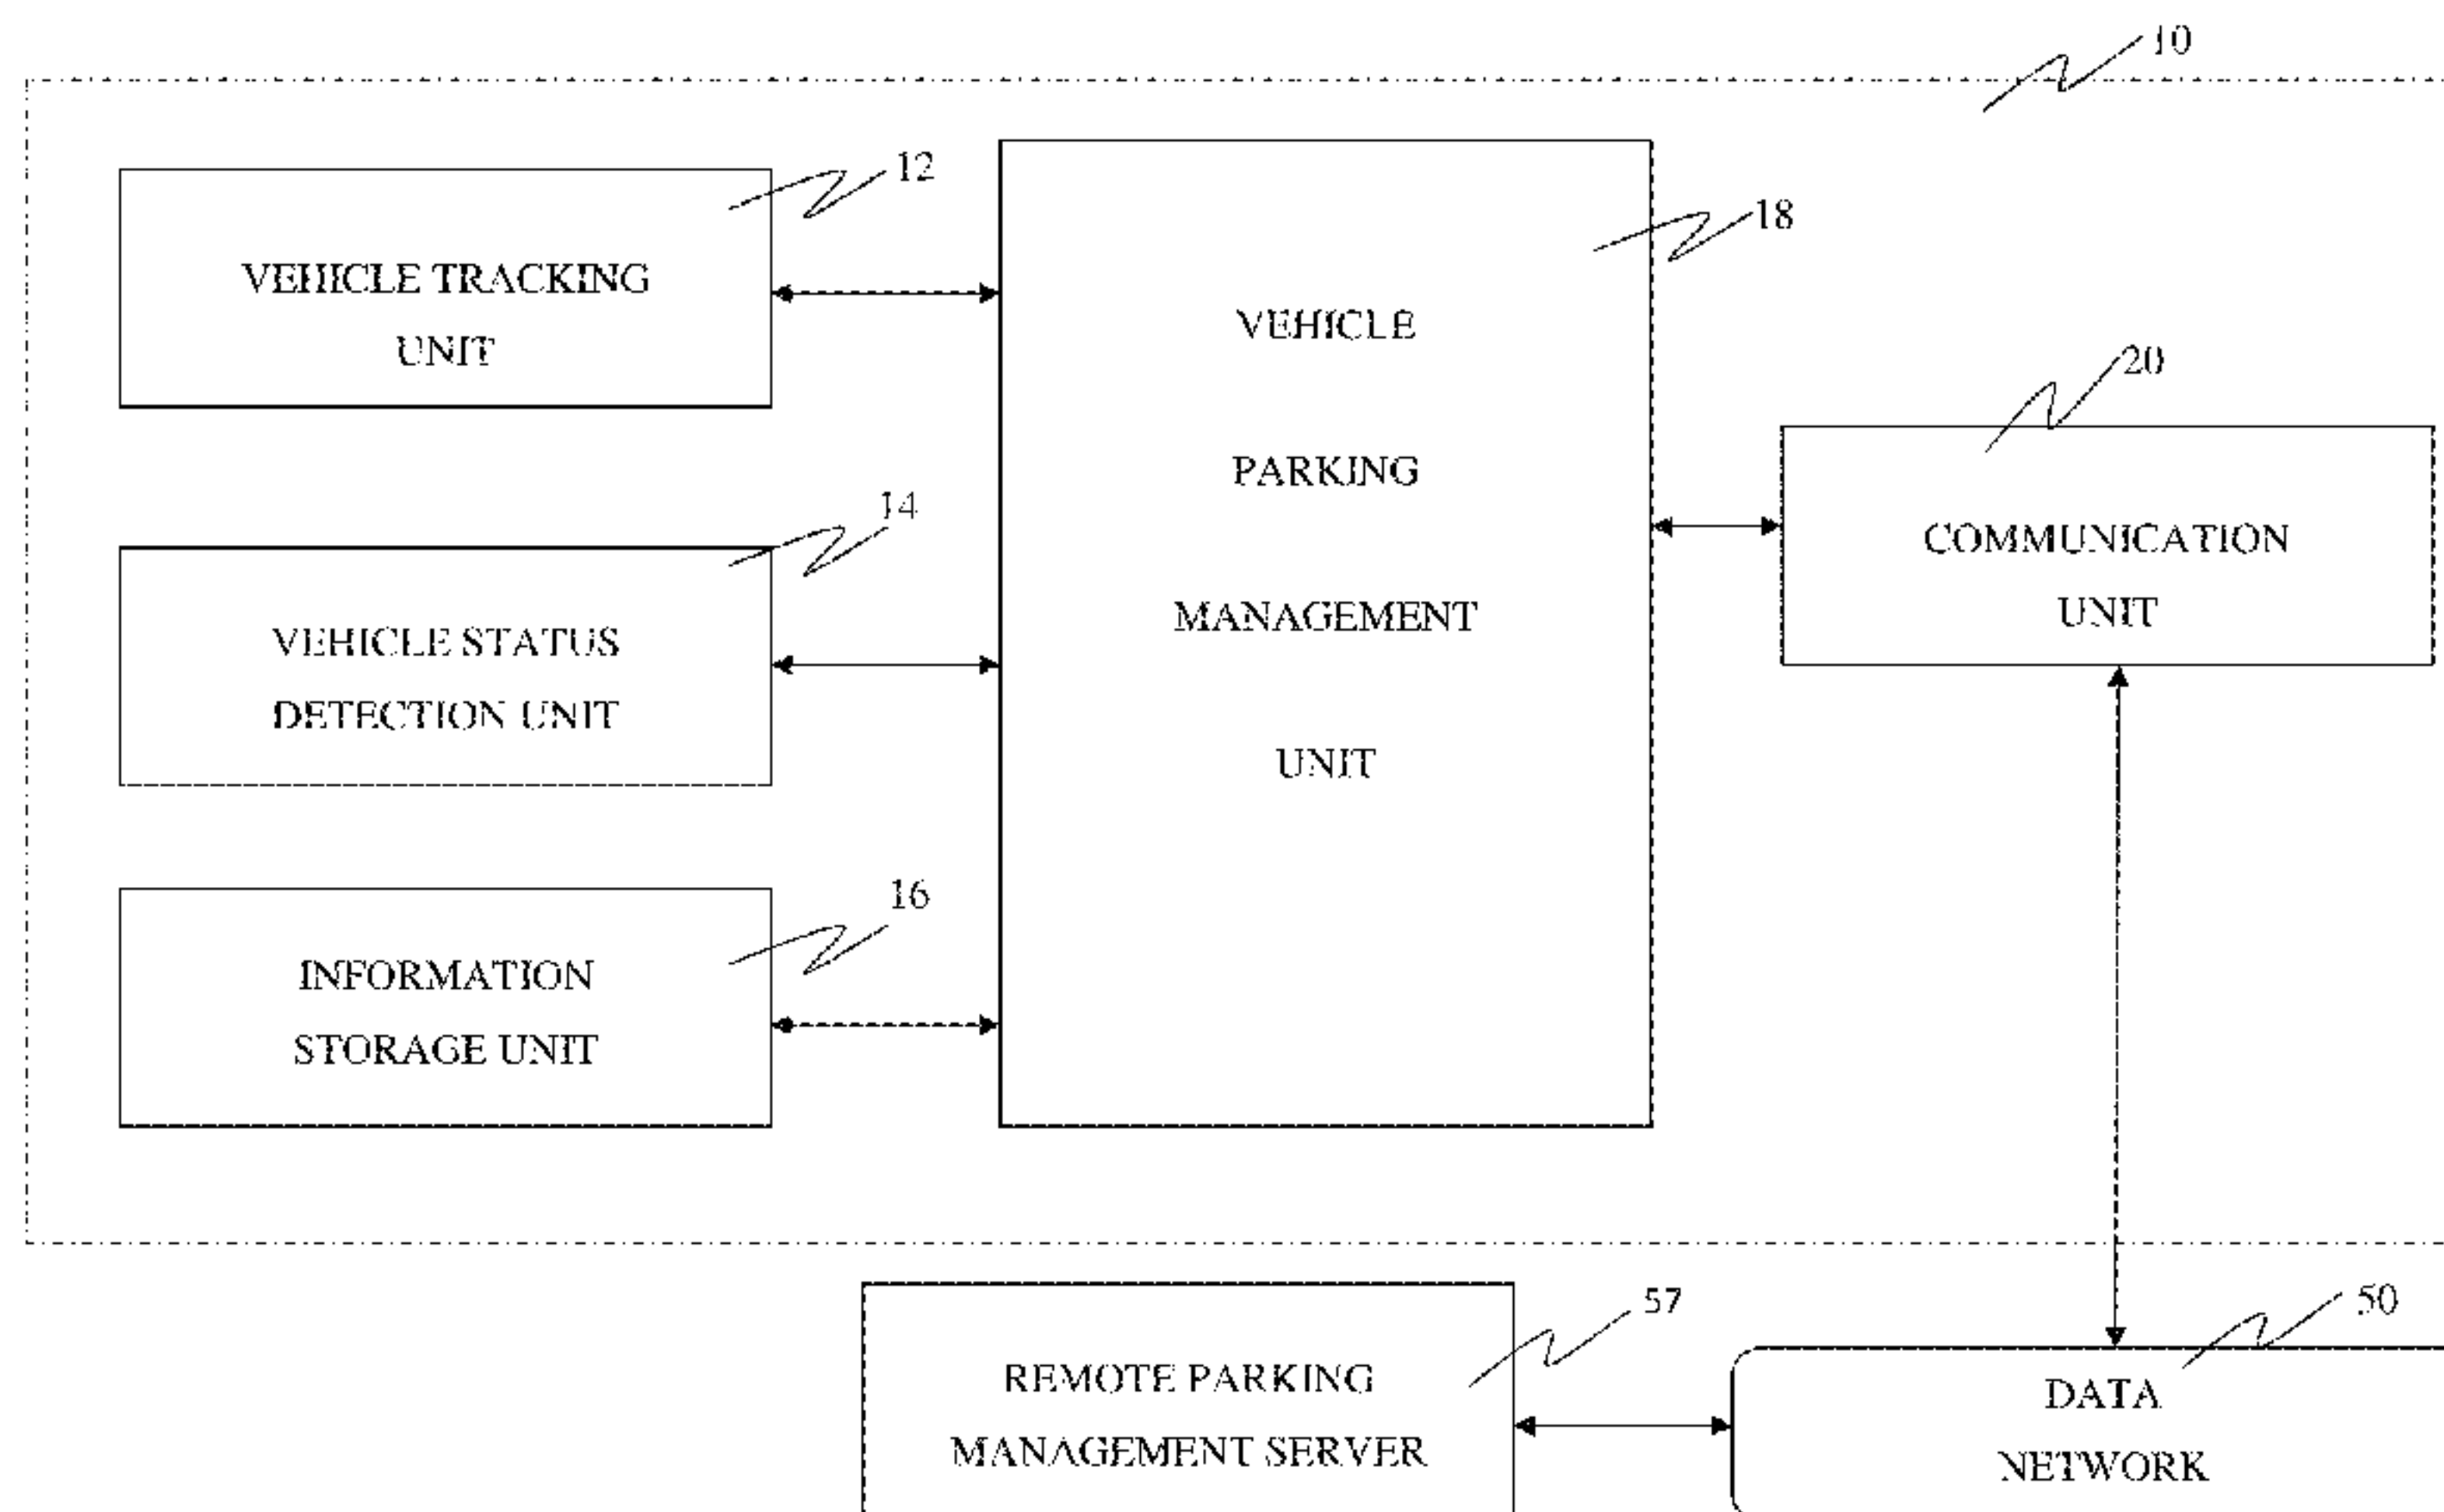 10
12
VEHICLE TRACKING
UNIT
18
VEHICLE
PARKING
MANAGEMENT
UNIT
20
COMMUNICATION
UNIT
14
VEHICLE STATUS
DETECTION UNIT
16
INFORMATION
STORAGE UNIT
57
REMOTE PARKING
MANAGEMENT SERVER
50
DATA
NETWORK